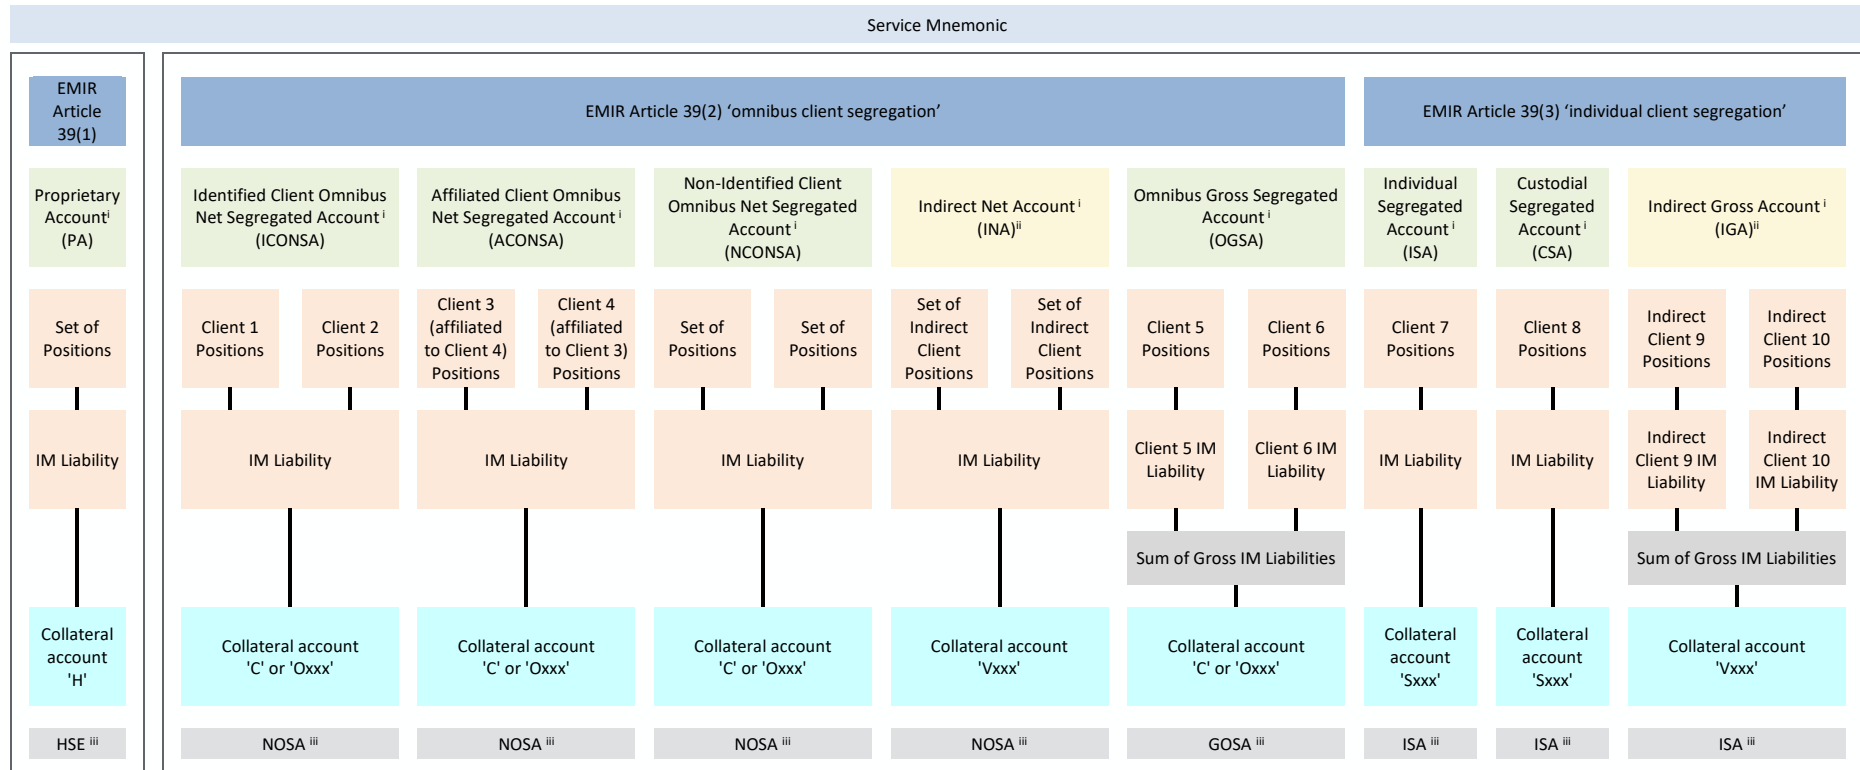 Service Mnemonic
EMIR
Article
39(1)
EMIR Article 39(2) ‘omnibus client segregation’
EMIR Article 39(3) ‘individual client segregation’
Proprietary
Account i
(PA)
Identified Client Omnibus
Net Segregated Account i
(ICONSA)
Affiliated Client Omnibus
Net Segregated Account i
(ACONSA)
Non-Identified Client
Omnibus Net Segregated
Account i
(NCONSA)
Indirect Net Account i
(INA)ii
Omnibus Gross Segregated
Account i
(OGSA)
Individual
Segregated
Account i
(ISA)
Custodial
Segregated
Account i
(CSA)
Indirect Gross Account i
(IGA)ii
Set of
Positions
Client 1
Positions
Client 2
Positions
Client 3
(affiliated
to Client 4)
Positions
Client 4
(affiliated
to Client 3)
Positions
Set of
Positions
Set of
Positions
Set of
Indirect
Client
Positions
Set of
Indirect
Client
Positions
Client 5
Positions
Client 6
Positions
Client 7
Positions
Client 8
Positions
Indirect
Client 9
Positions
Indirect
Client 10
Positions
IM Liability
IM Liability
IM Liability
IM Liability
IM Liability
Client 5 IM
Liability
Client 6 IM
Liability
IM Liability
IM Liability
Indirect
Client 9 IM
Liability
Indirect
Client 10
IM Liability
Sum of Gross IM Liabilities
Sum of Gross IM Liabilities
Collateral
account
'H'
Collateral account
'C' or 'Oxxx'
Collateral account
'C' or 'Oxxx'
Collateral account
'C' or 'Oxxx'
Collateral account
'Vxxx'
Collateral account
'C' or 'Oxxx'
Collateral
account
'Sxxx'
Collateral
account
'Sxxx'
Collateral account
'Vxxx'
HSE iii
NOSA iii
NOSA iii
NOSA iii
NOSA iii
GOSA iii
ISA iii
ISA iii
ISA iii